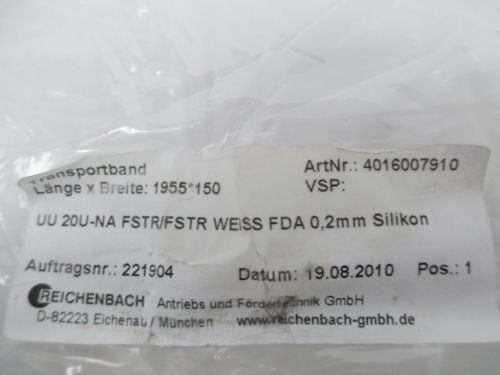 Transportband ArtNr.: 4016007910
Länge x Breite: 1955*150 VSP:
UU 20U-NA FSTR/FSTR WEISS FDA 0,2mm Silikon
Auftragsnr.: 221904 Datum: 19.08.2010 Pos.: 1
REICHENBACH Antriebs und Fördertechnik GmbH
D-82223 Eichenau / München www.reichenbach-gmbh.de